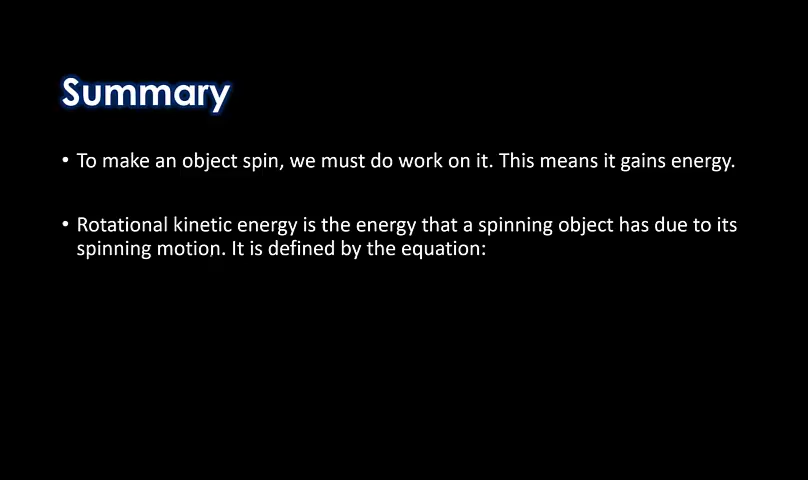 Summary
• To make an object spin, we must do work on it. This means it gains energy.
• Rotational kinetic energy is the energy that a spinning object has due to its
spinning motion. It is defined by the equation: